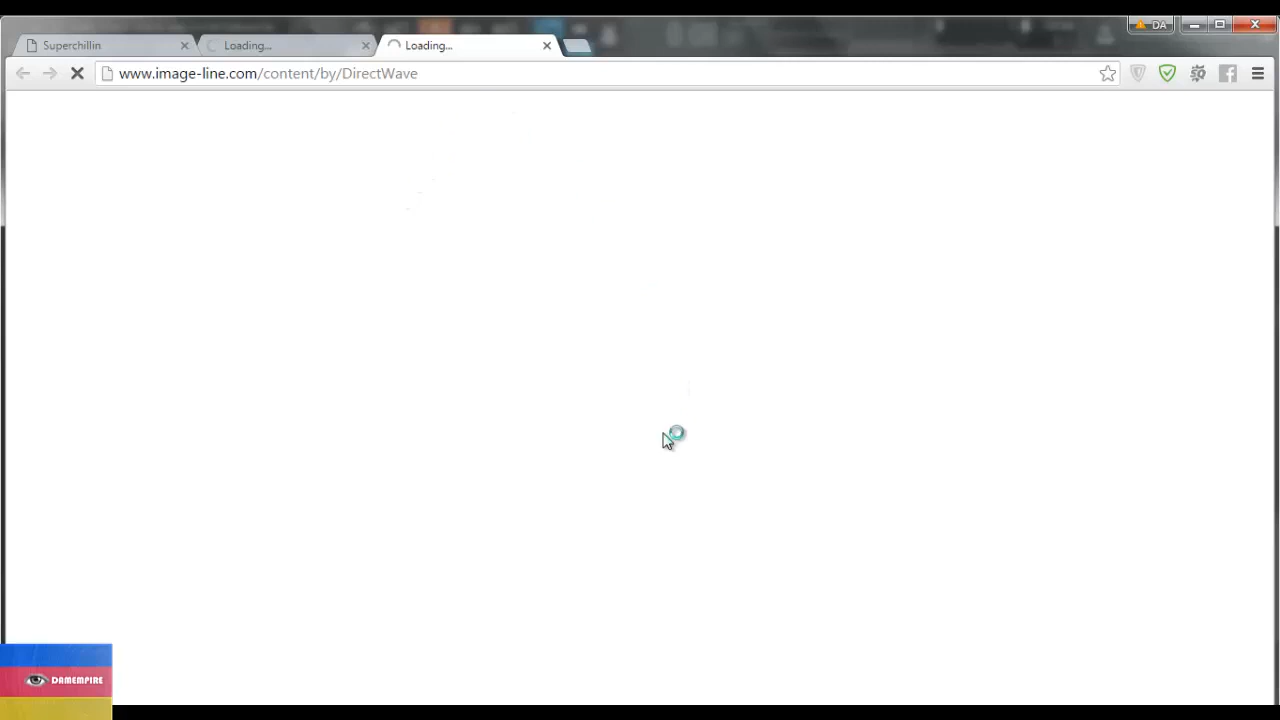 DA
Superchillin
Loading...
Loading...
www.image-line.com/content/by/DirectWave
DAMEMPIRE